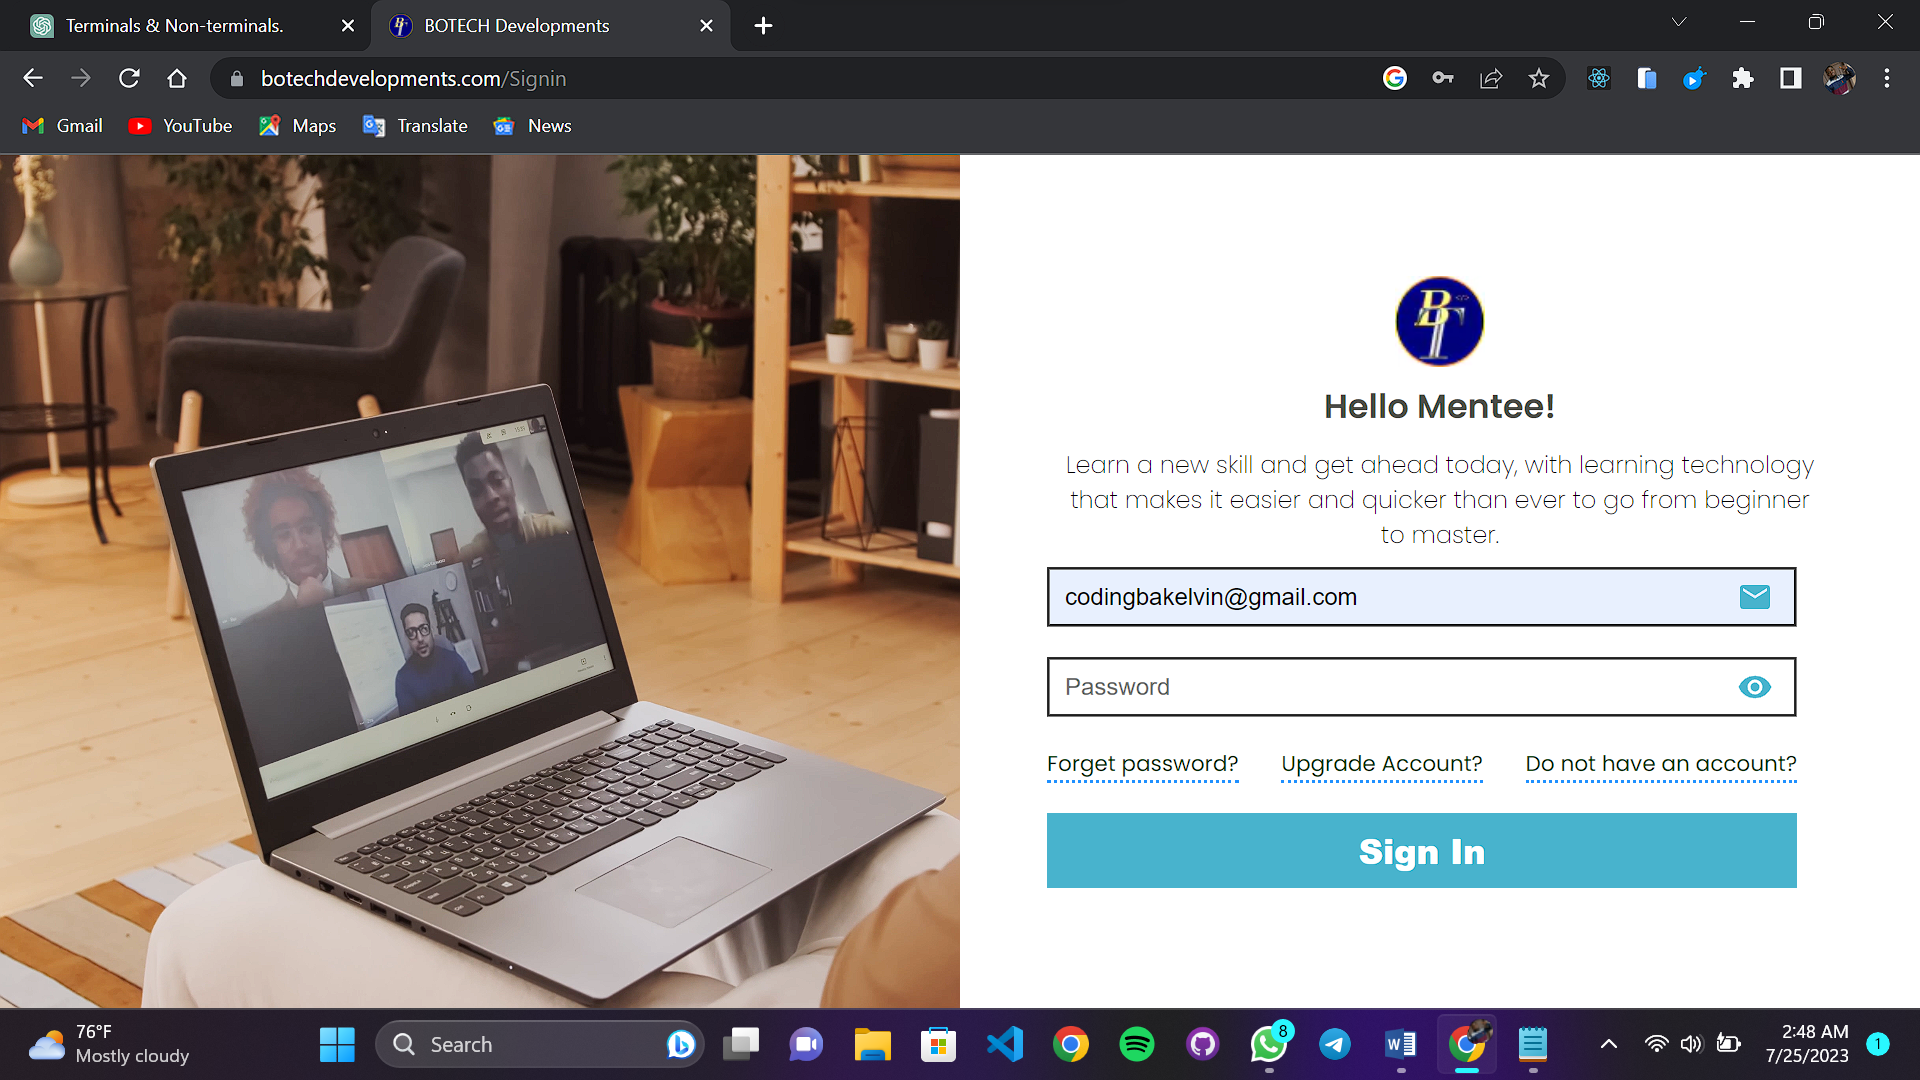 Terminals & Non-terminals.
BOTECH Developments
botechdevelopments.com/Signin
Gmail
YouTube
Maps
Translate
News
BT
Hello Mentee!
Learn a new skill and get ahead today, with learning technology
that makes it easier and quicker than ever to go from beginner
to master.
codingbakelvin@gmail.com
Password
Forget password?
Upgrade Account?
Do not have an account?
Sign In
76°F
Mostly cloudy
Search
8
2:48 AM
7/25/2023
1